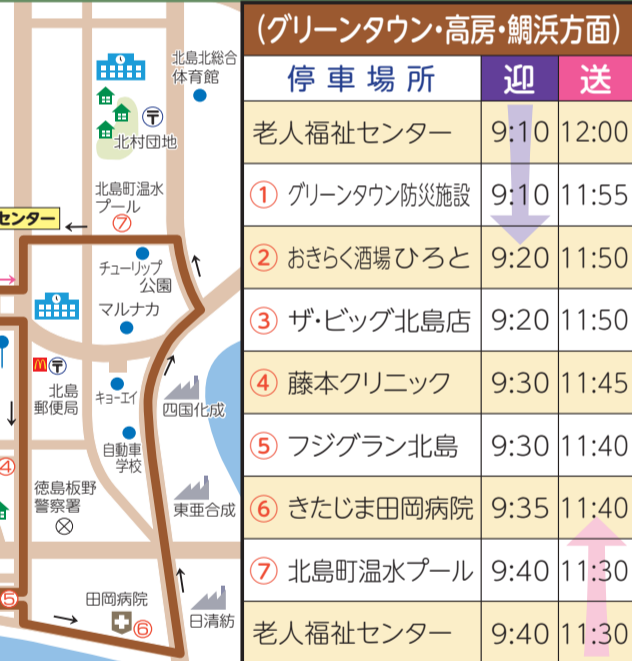 北島北総合
体育館
〒
北村団地
北島町温水
プール
⑦
センター
チューリップ
公園
マルナカ
〒
北島
郵便局
キョーエイ
四国化成
自動車
学校
④
徳島板野
警察署
東亜合成
⑤
田岡病院
⑥
日清紡
(グリーンタウン・高房・鯛浜方面)
停車場所 迎 送
老人福祉センター 9:10 12:00
① グリーンタウン防災施設 9:10 11:55
② おきらく酒場ひろと 9:20 11:50
③ ザ・ビッグ北島店 9:20 11:50
④ 藤本クリニック 9:30 11:45
⑤ フジグラン北島 9:30 11:40
⑥ きたじま田岡病院 9:35 11:40
⑦ 北島町温水プール 9:40 11:30
老人福祉センター 9:40 11:30